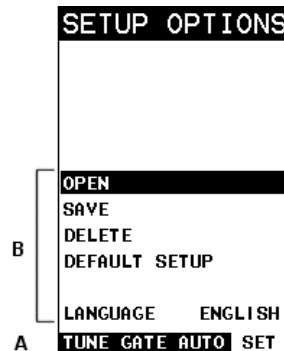 SETUP OPTIONS
OPEN
SAVE
DELETE
DEFAULT SETUP
B
LANGUAGE ENGLISH
A TUNE GATE AUTO SET